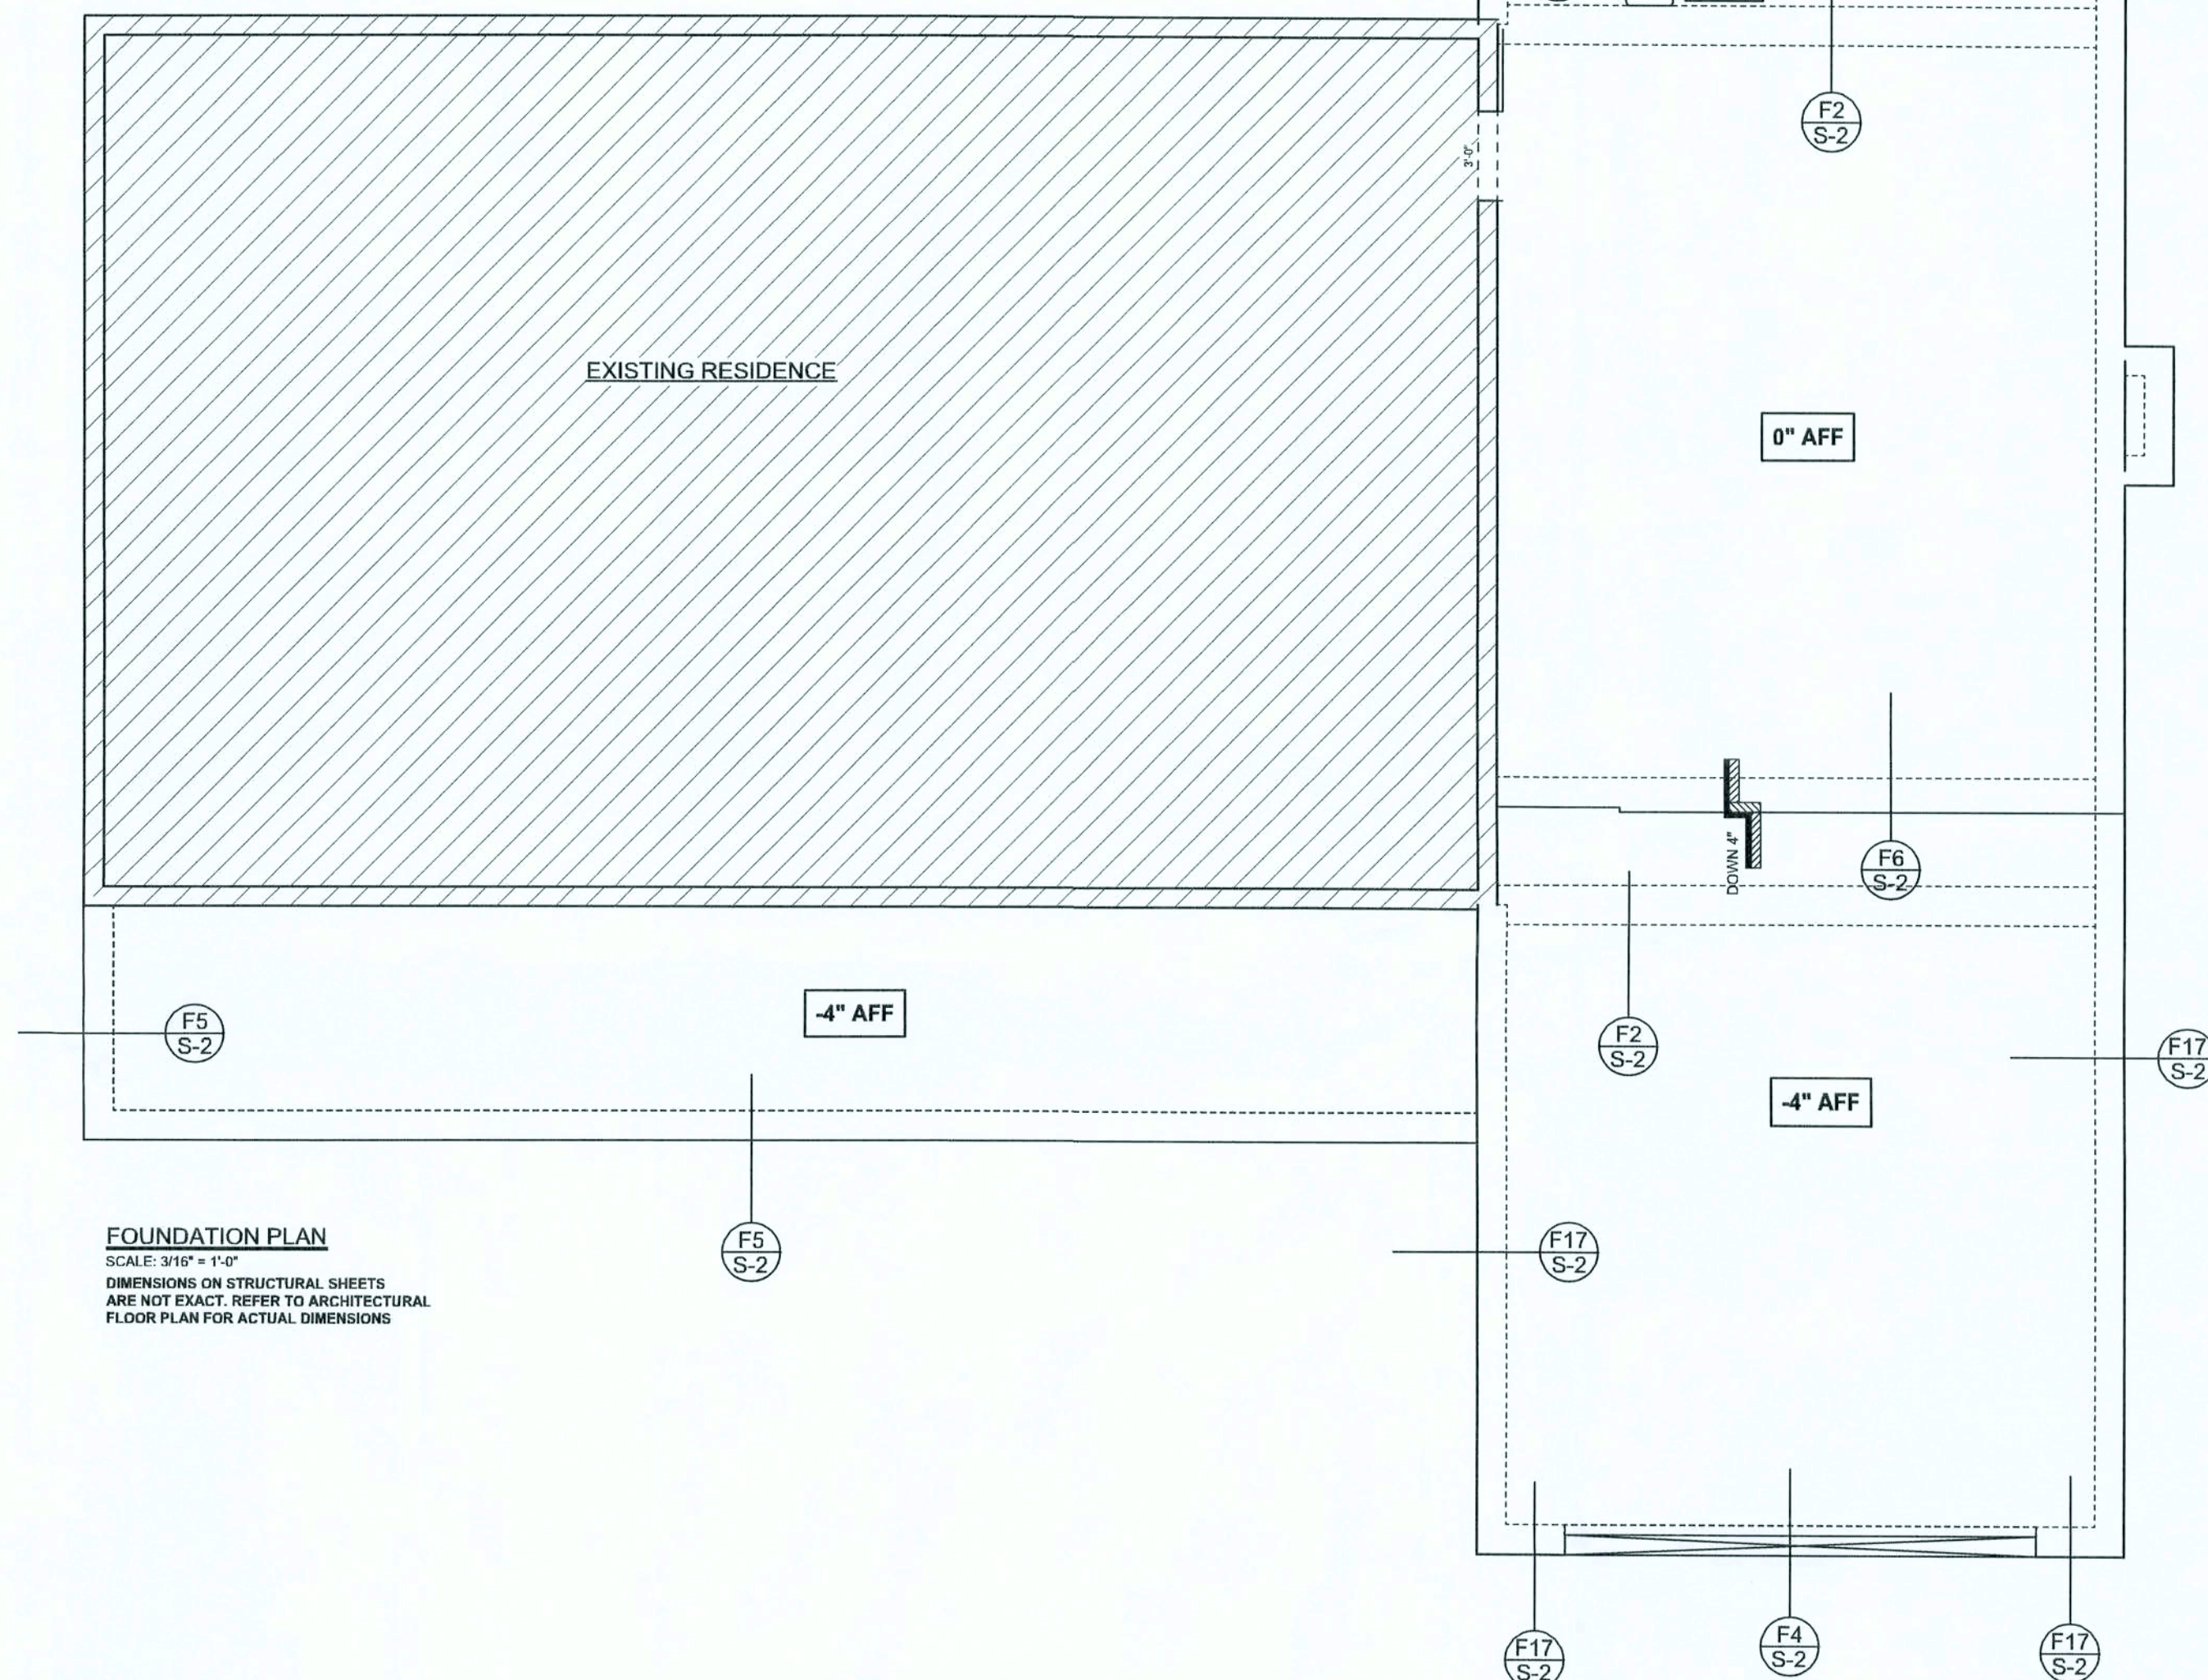 F2
S-2
3'-0"
EXISTING RESIDENCE
0" AFF
DOWN 4"
F6
S-2
F5
S-2
-4" AFF
F2
S-2
F17
S-2
-4" AFF
FOUNDATION PLAN
SCALE: 3/16" = 1'-0"
DIMENSIONS ON STRUCTURAL SHEETS
ARE NOT EXACT. REFER TO ARCHITECTURAL
FLOOR PLAN FOR ACTUAL DIMENSIONS
F5
S-2
F17
S-2
F17
S-2
F4
S-2
F17
S-2